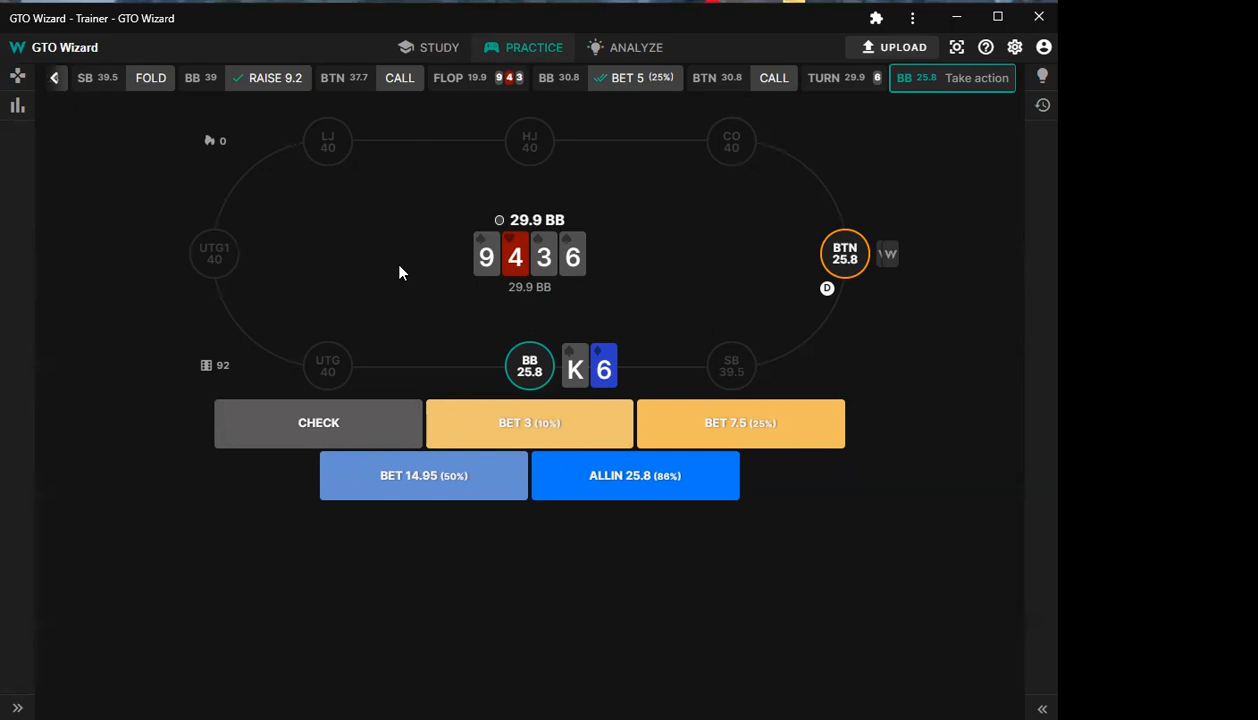 GTO Wizard - Trainer - GTO Wizard
GTO Wizard
STUDY
PRACTICE
ANALYZE
UPLOAD
SB 39.5 FOLD BB 39 RAISE 9.2 BTN 37.7 CALL FLOP 19.9 9 4 3 BB 30.8 BET 5 (25%) BTN 30.8 CALL TURN 29.9 6 BB 25.8 Take action
0
LJ
40
HJ
40
CO
40
29.9 BB
UTG1
40
9 4 3 6
BTN
25.8
W
29.9 BB
D
92
UTG
40
BB
25.8
K 6
SB
39.5
CHECK
BET 3 (10%)
BET 7.5 (25%)
BET 14.95 (50%)
ALLIN 25.8 (86%)